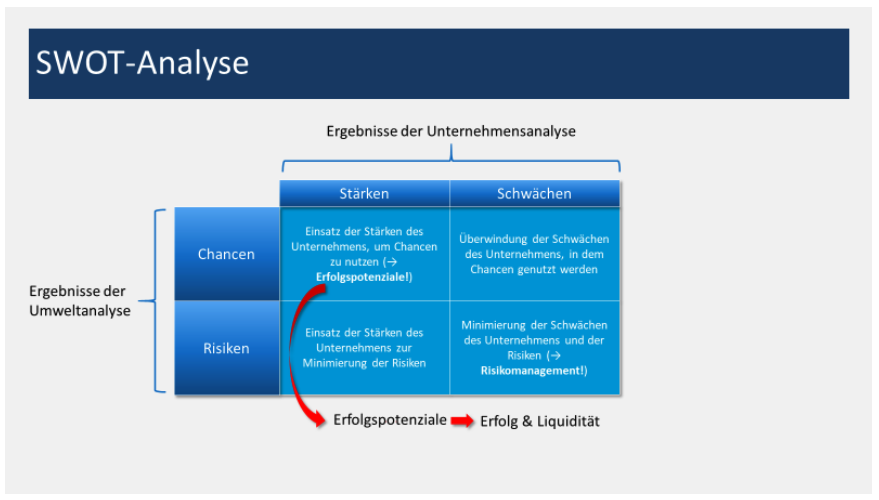 SWOT-Analyse
Ergebnisse der Unternehmensanalyse
Stärken
Schwächen
Ergebnisse der
Umweltanalyse
Chancen
Einsatz der Stärken des
Unternehmens, um Chancen
zu nutzen (→
Erfolgspotenziale!)
Überwindung der Schwächen
des Unternehmens, in dem
Chancen genutzt werden
Risiken
Einsatz der Stärken des
Unternehmens zur
Minimierung der Risiken
Minimierung der Schwächen
des Unternehmens und der
Risiken (→
Risikomanagement!)
Erfolgspotenziale
Erfolg & Liquidität